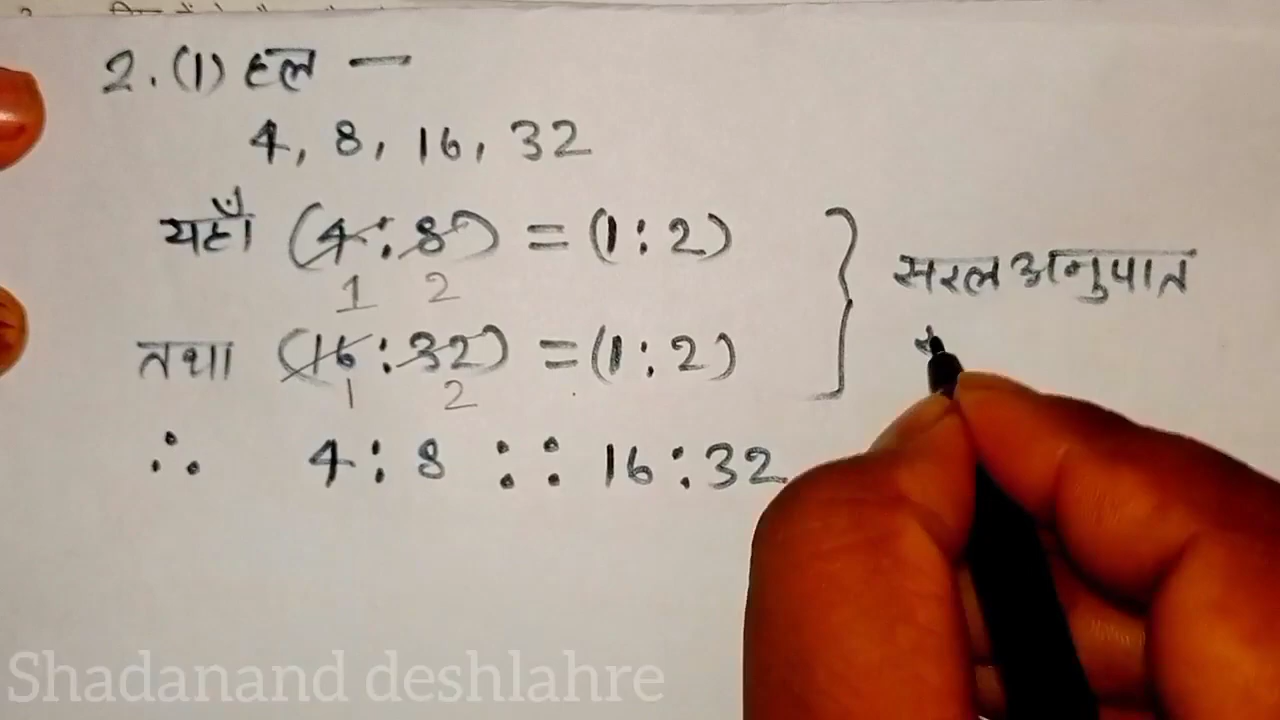 2. (1) हल —
4, 8, 16, 32
यहाँ (4 : 8) = (1 : 2)
1 2
सरल अनुपात
तथा (16 : 32) = (1 : 2)
1 2
∴ 4 : 8 :: 16 : 32
Shadanand deshlahre